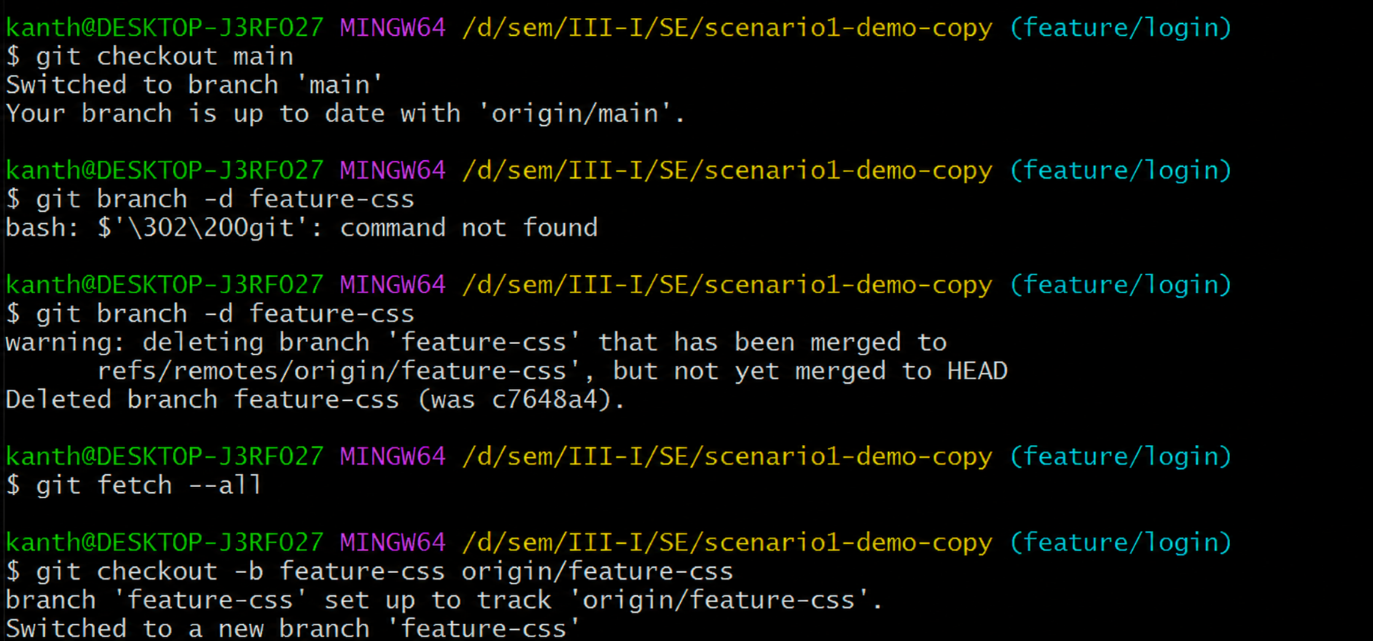 kanth@DESKTOP-J3RFO27 MINGW64 /d/sem/III-I/SE/scenario1-demo-copy (feature/login)
$ git checkout main
Switched to branch 'main'
Your branch is up to date with 'origin/main'.
kanth@DESKTOP-J3RFO27 MINGW64 /d/sem/III-I/SE/scenario1-demo-copy (feature/login)
$ git branch -d feature-css
bash: $'\302\200git': command not found
kanth@DESKTOP-J3RFO27 MINGW64 /d/sem/III-I/SE/scenario1-demo-copy (feature/login)
$ git branch -d feature-css
warning: deleting branch 'feature-css' that has been merged to
refs/remotes/origin/feature-css', but not yet merged to HEAD
Deleted branch feature-css (was c7648a4).
kanth@DESKTOP-J3RFO27 MINGW64 /d/sem/III-I/SE/scenario1-demo-copy (feature/login)
$ git fetch --all
kanth@DESKTOP-J3RFO27 MINGW64 /d/sem/III-I/SE/scenario1-demo-copy (feature/login)
$ git checkout -b feature-css origin/feature-css
branch 'feature-css' set up to track 'origin/feature-css'.
Switched to a new branch 'feature-css'